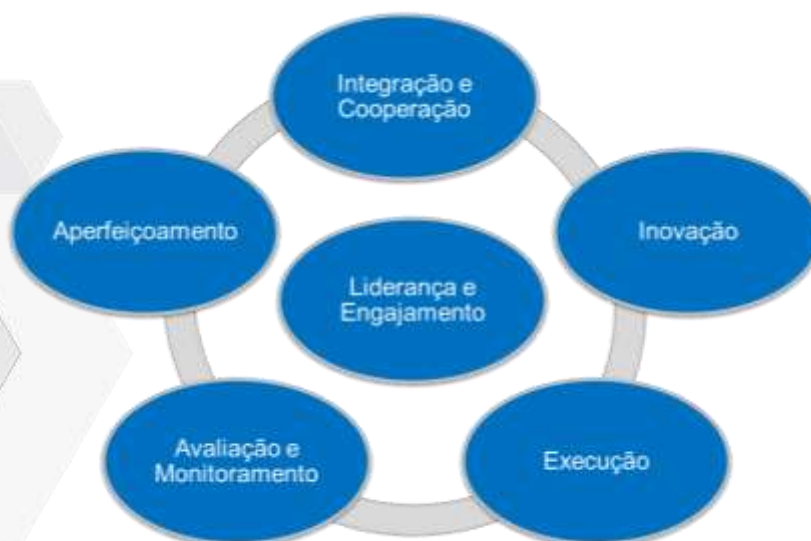 Integração e
Cooperação
Aperfeiçoamento
Inovação
Liderança e
Engajamento
Avaliação e
Monitoramento
Execução